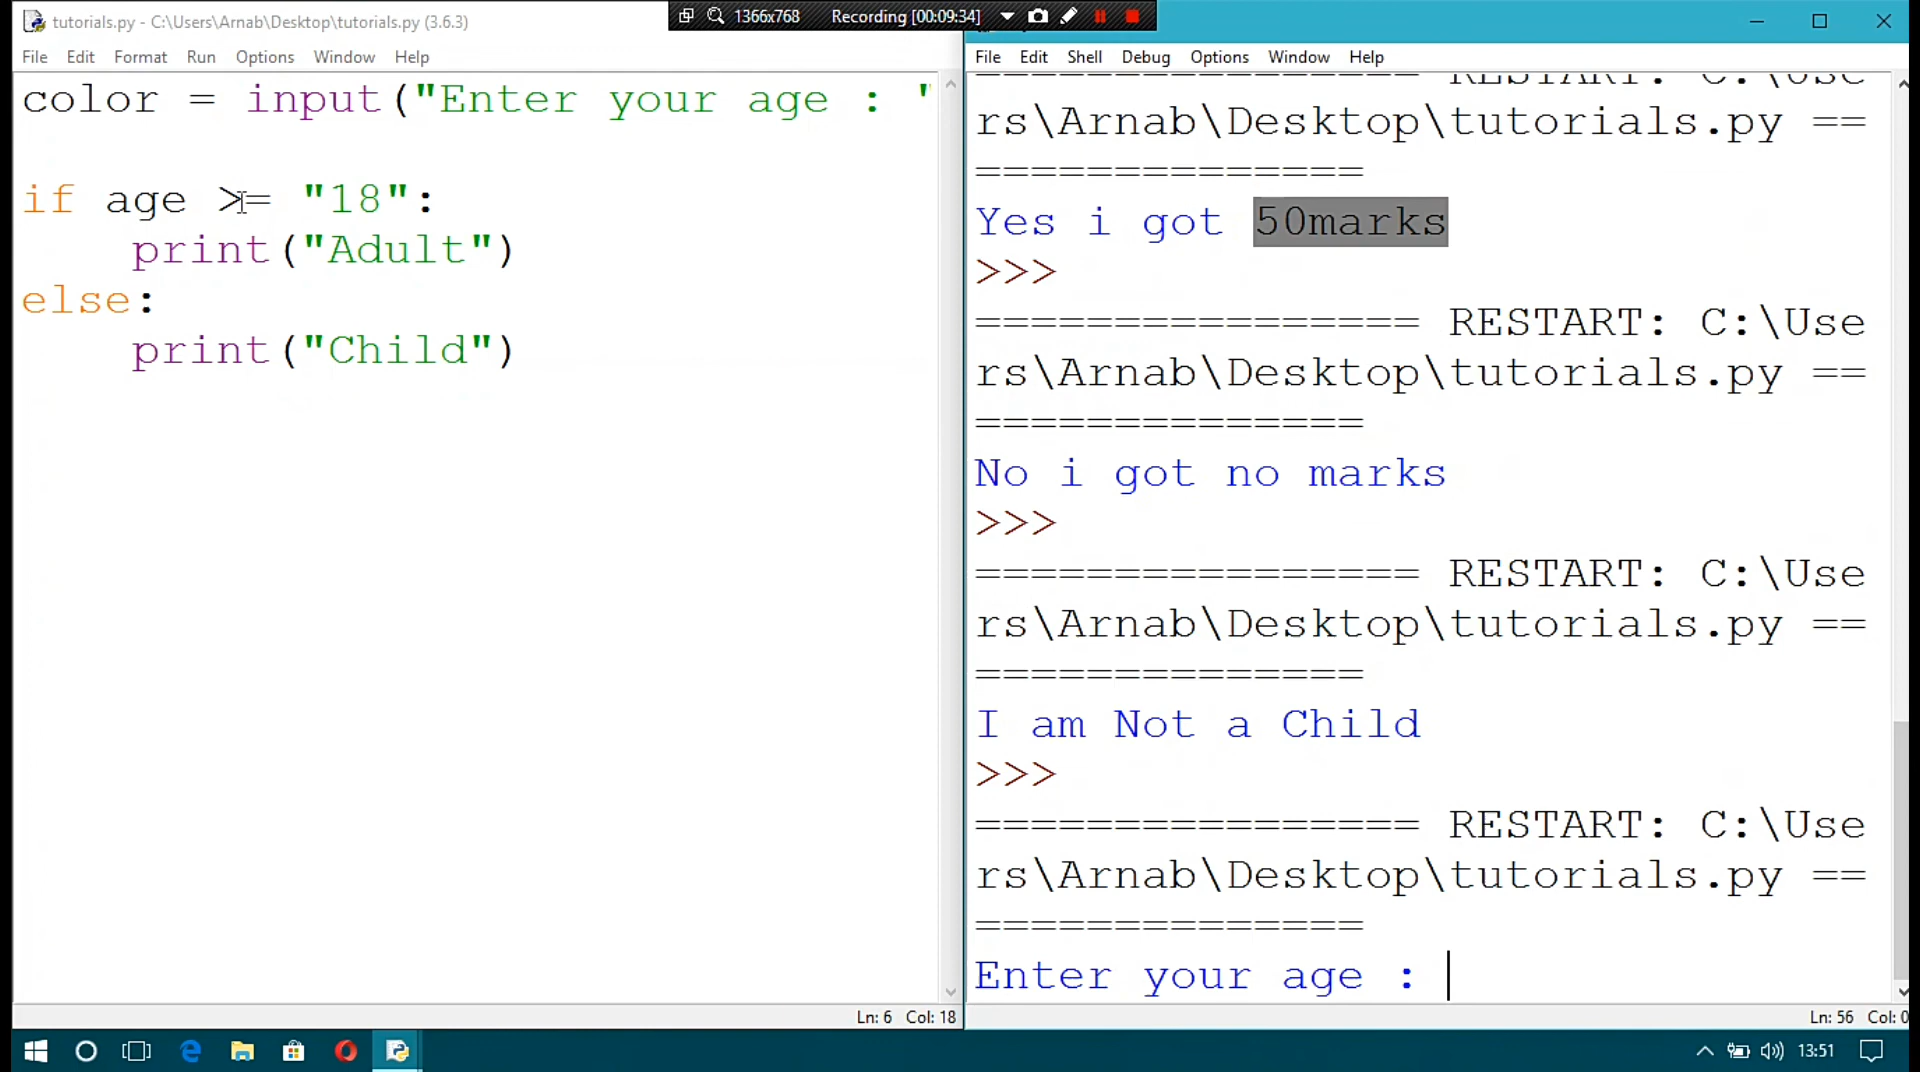 tutorials.py - C:\Users\Arnab\Desktop\tutorials.py (3.6.3)
1366x768 Recording [00:09:34]
File Edit Format Run Options Window Help
color = input("Enter your age : "
if age >= "18":
print("Adult")
else:
print("Child")
Ln: 6 Col: 18
File Edit Shell Debug Options Window Help
================ RESTART: C:\Use
rs\Arnab\Desktop\tutorials.py ==
==============
Yes i got 50marks
>>>
================ RESTART: C:\Use
rs\Arnab\Desktop\tutorials.py ==
==============
No i got no marks
>>>
================ RESTART: C:\Use
rs\Arnab\Desktop\tutorials.py ==
==============
I am Not a Child
>>>
================ RESTART: C:\Use
rs\Arnab\Desktop\tutorials.py ==
==============
Enter your age :
Ln: 56 Col: 0
13:51